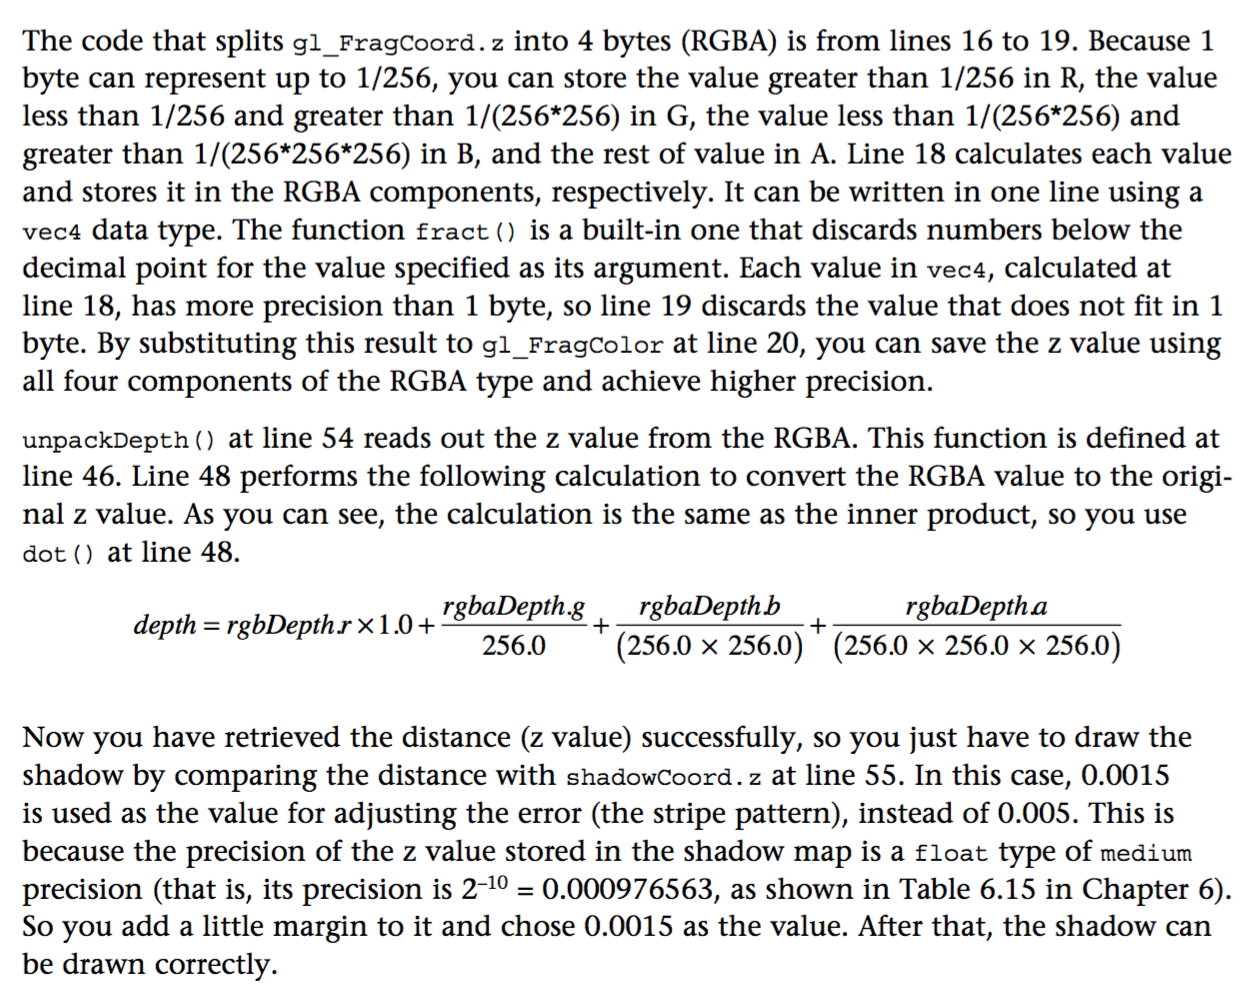 The code that splits gl_FragCoord.z into 4 bytes (RGBA) is from lines 16 to 19. Because 1
byte can represent up to 1/256, you can store the value greater than 1/256 in R, the value
less than 1/256 and greater than 1/(256*256) in G, the value less than 1/(256*256) and
greater than 1/(256*256*256) in B, and the rest of value in A. Line 18 calculates each value
and stores it in the RGBA components, respectively. It can be written in one line using a
vec4 data type. The function fract() is a built-in one that discards numbers below the
decimal point for the value specified as its argument. Each value in vec4, calculated at
line 18, has more precision than 1 byte, so line 19 discards the value that does not fit in 1
byte. By substituting this result to gl_FragColor at line 20, you can save the z value using
all four components of the RGBA type and achieve higher precision.
unpackDepth() at line 54 reads out the z value from the RGBA. This function is defined at
line 46. Line 48 performs the following calculation to convert the RGBA value to the origi-
nal z value. As you can see, the calculation is the same as the inner product, so you use
dot() at line 48.
depth = rgbDepth.r × 1.0 + rgbaDepth.g / 256.0 + rgbaDepth.b / (256.0 × 256.0) + rgbaDepth.a / (256.0 × 256.0 × 256.0)
Now you have retrieved the distance (z value) successfully, so you just have to draw the
shadow by comparing the distance with shadowCoord.z at line 55. In this case, 0.0015
is used as the value for adjusting the error (the stripe pattern), instead of 0.005. This is
because the precision of the z value stored in the shadow map is a float type of medium
precision (that is, its precision is 2⁻¹⁰ = 0.000976563, as shown in Table 6.15 in Chapter 6).
So you add a little margin to it and chose 0.0015 as the value. After that, the shadow can
be drawn correctly.